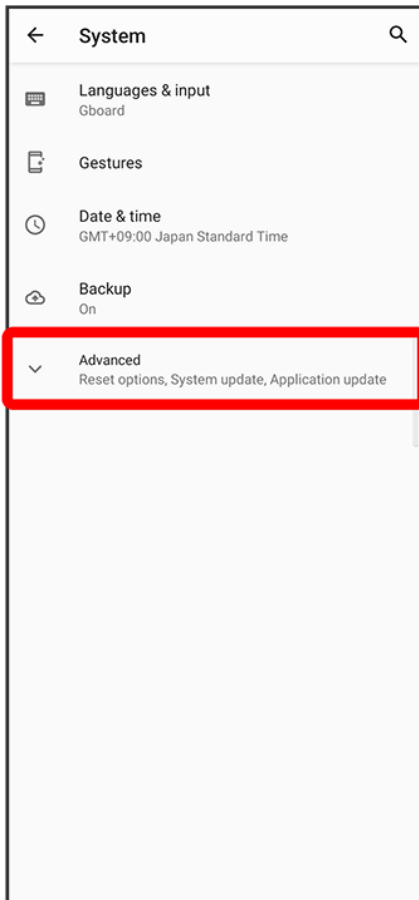 System
Languages & input
Gboard
Gestures
Date & time
GMT+09:00 Japan Standard Time
Backup
On
Advanced
Reset options, System update, Application update